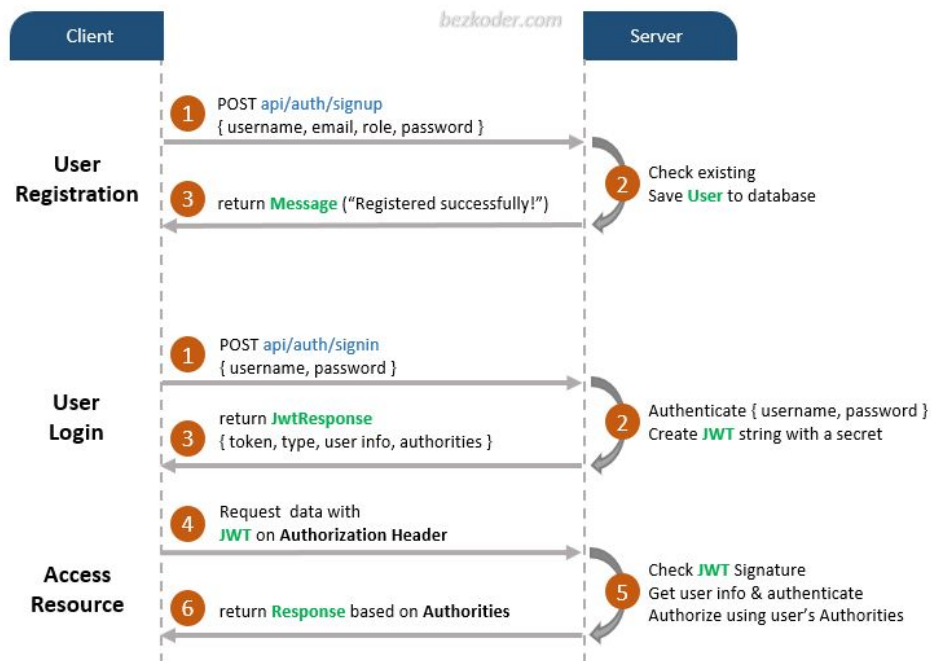 bezkoder.com
Client
Server
User
Registration
1
POST api/auth/signup
{ username, email, role, password }
2
Check existing
Save User to database
3
return Message (“Registered successfully!”)
User
Login
1
POST api/auth/signin
{ username, password }
2
Authenticate { username, password }
Create JWT string with a secret
3
return JwtResponse
{ token, type, user info, authorities }
Access
Resource
4
Request data with
JWT on Authorization Header
5
Check JWT Signature
Get user info & authenticate
Authorize using user’s Authorities
6
return Response based on Authorities